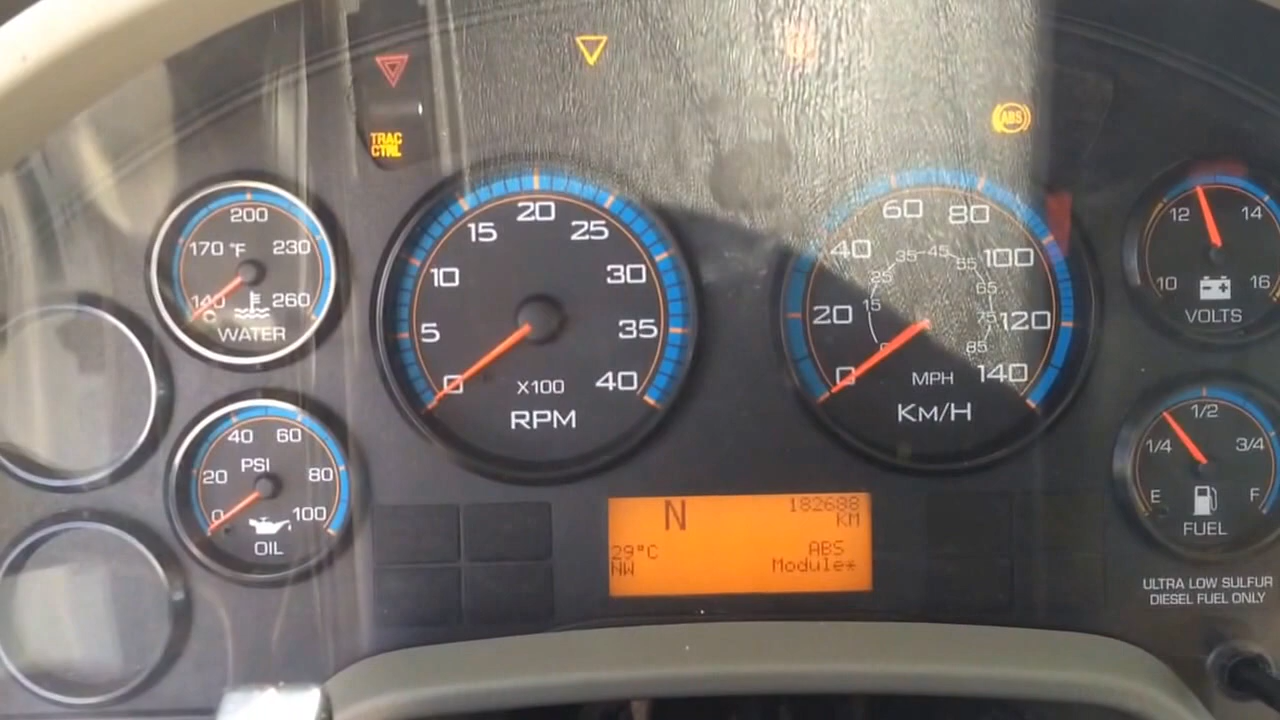 TRAC
CTRL
ABS
200
170 °F 230
140 260
WATER
40 60
PSI
20 80
0 100
OIL
20
15 25
10 30
5 35
0 40
X100
RPM
60 80
40 100
20 120
0 140
35 45
25 55
15 65
75
85
MPH
Km/H
12 14
10 16
VOLTS
1/2
1/4 3/4
E F
FUEL
N 182688
KM
29°C ABS
NW Module*
ULTRA LOW SULFUR
DIESEL FUEL ONLY